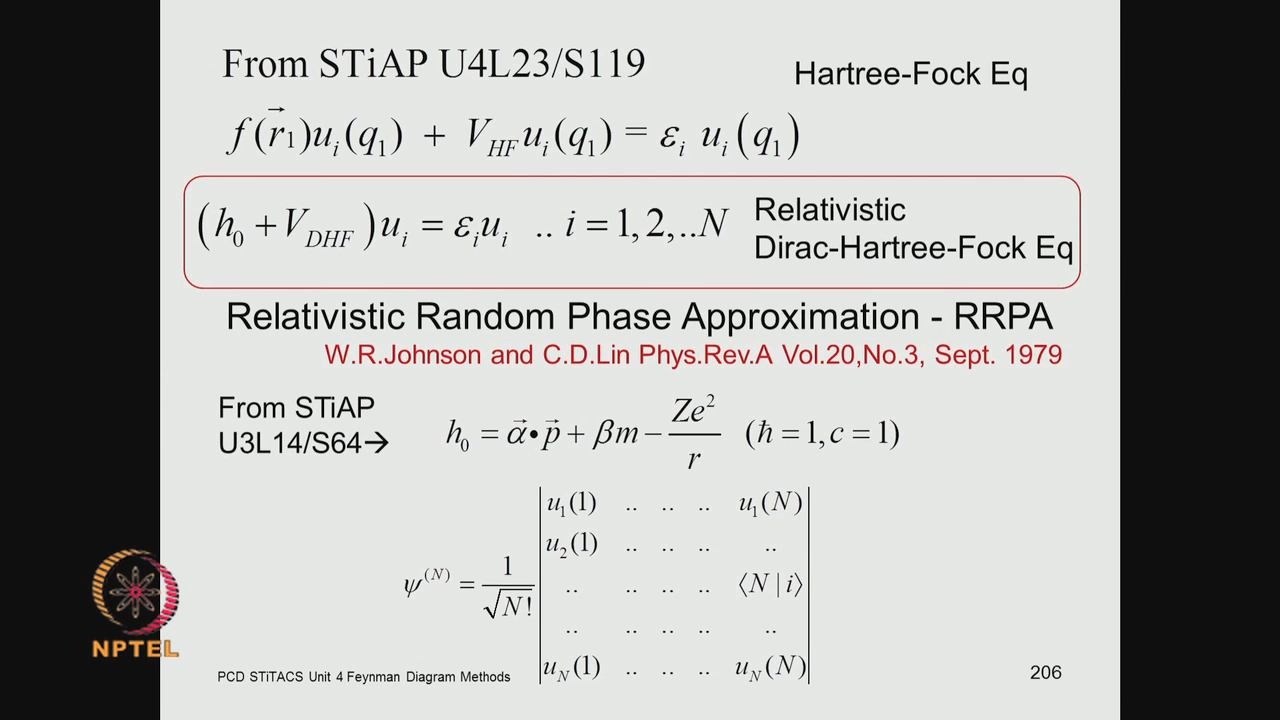 From STiAP U4L23/S119
Hartree-Fock Eq
f(r⃗1)uᵢ(q₁) + V_HF uᵢ(q₁) = εᵢ uᵢ(q₁)
(h₀ + V_DHF)uᵢ = εᵢuᵢ .. i = 1, 2,..N
Relativistic
Dirac-Hartree-Fock Eq
Relativistic Random Phase Approximation - RRPA
W.R.Johnson and C.D.Lin Phys.Rev.A Vol.20,No.3, Sept. 1979
From STiAP
U3L14/S64→
h₀ = α⃗•p⃗ + βm − Ze²/r (ħ = 1, c = 1)
ψ⁽ᴺ⁾ = 1/√N!
u₁(1) .. .. .. u₁(N)
u₂(1) .. .. .. ..
.. .. .. .. ⟨N | i⟩
.. .. .. .. ..
u_N(1) .. .. .. u_N(N)
NPTEL
PCD STiTACS Unit 4 Feynman Diagram Methods
206